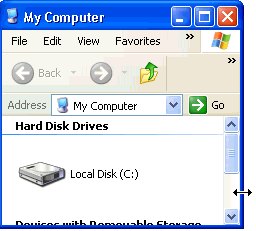 My Computer
File Edit View Favorites »
Back »
Address My Computer Go
Hard Disk Drives
Local Disk (C:)
Devices with Removable Storage